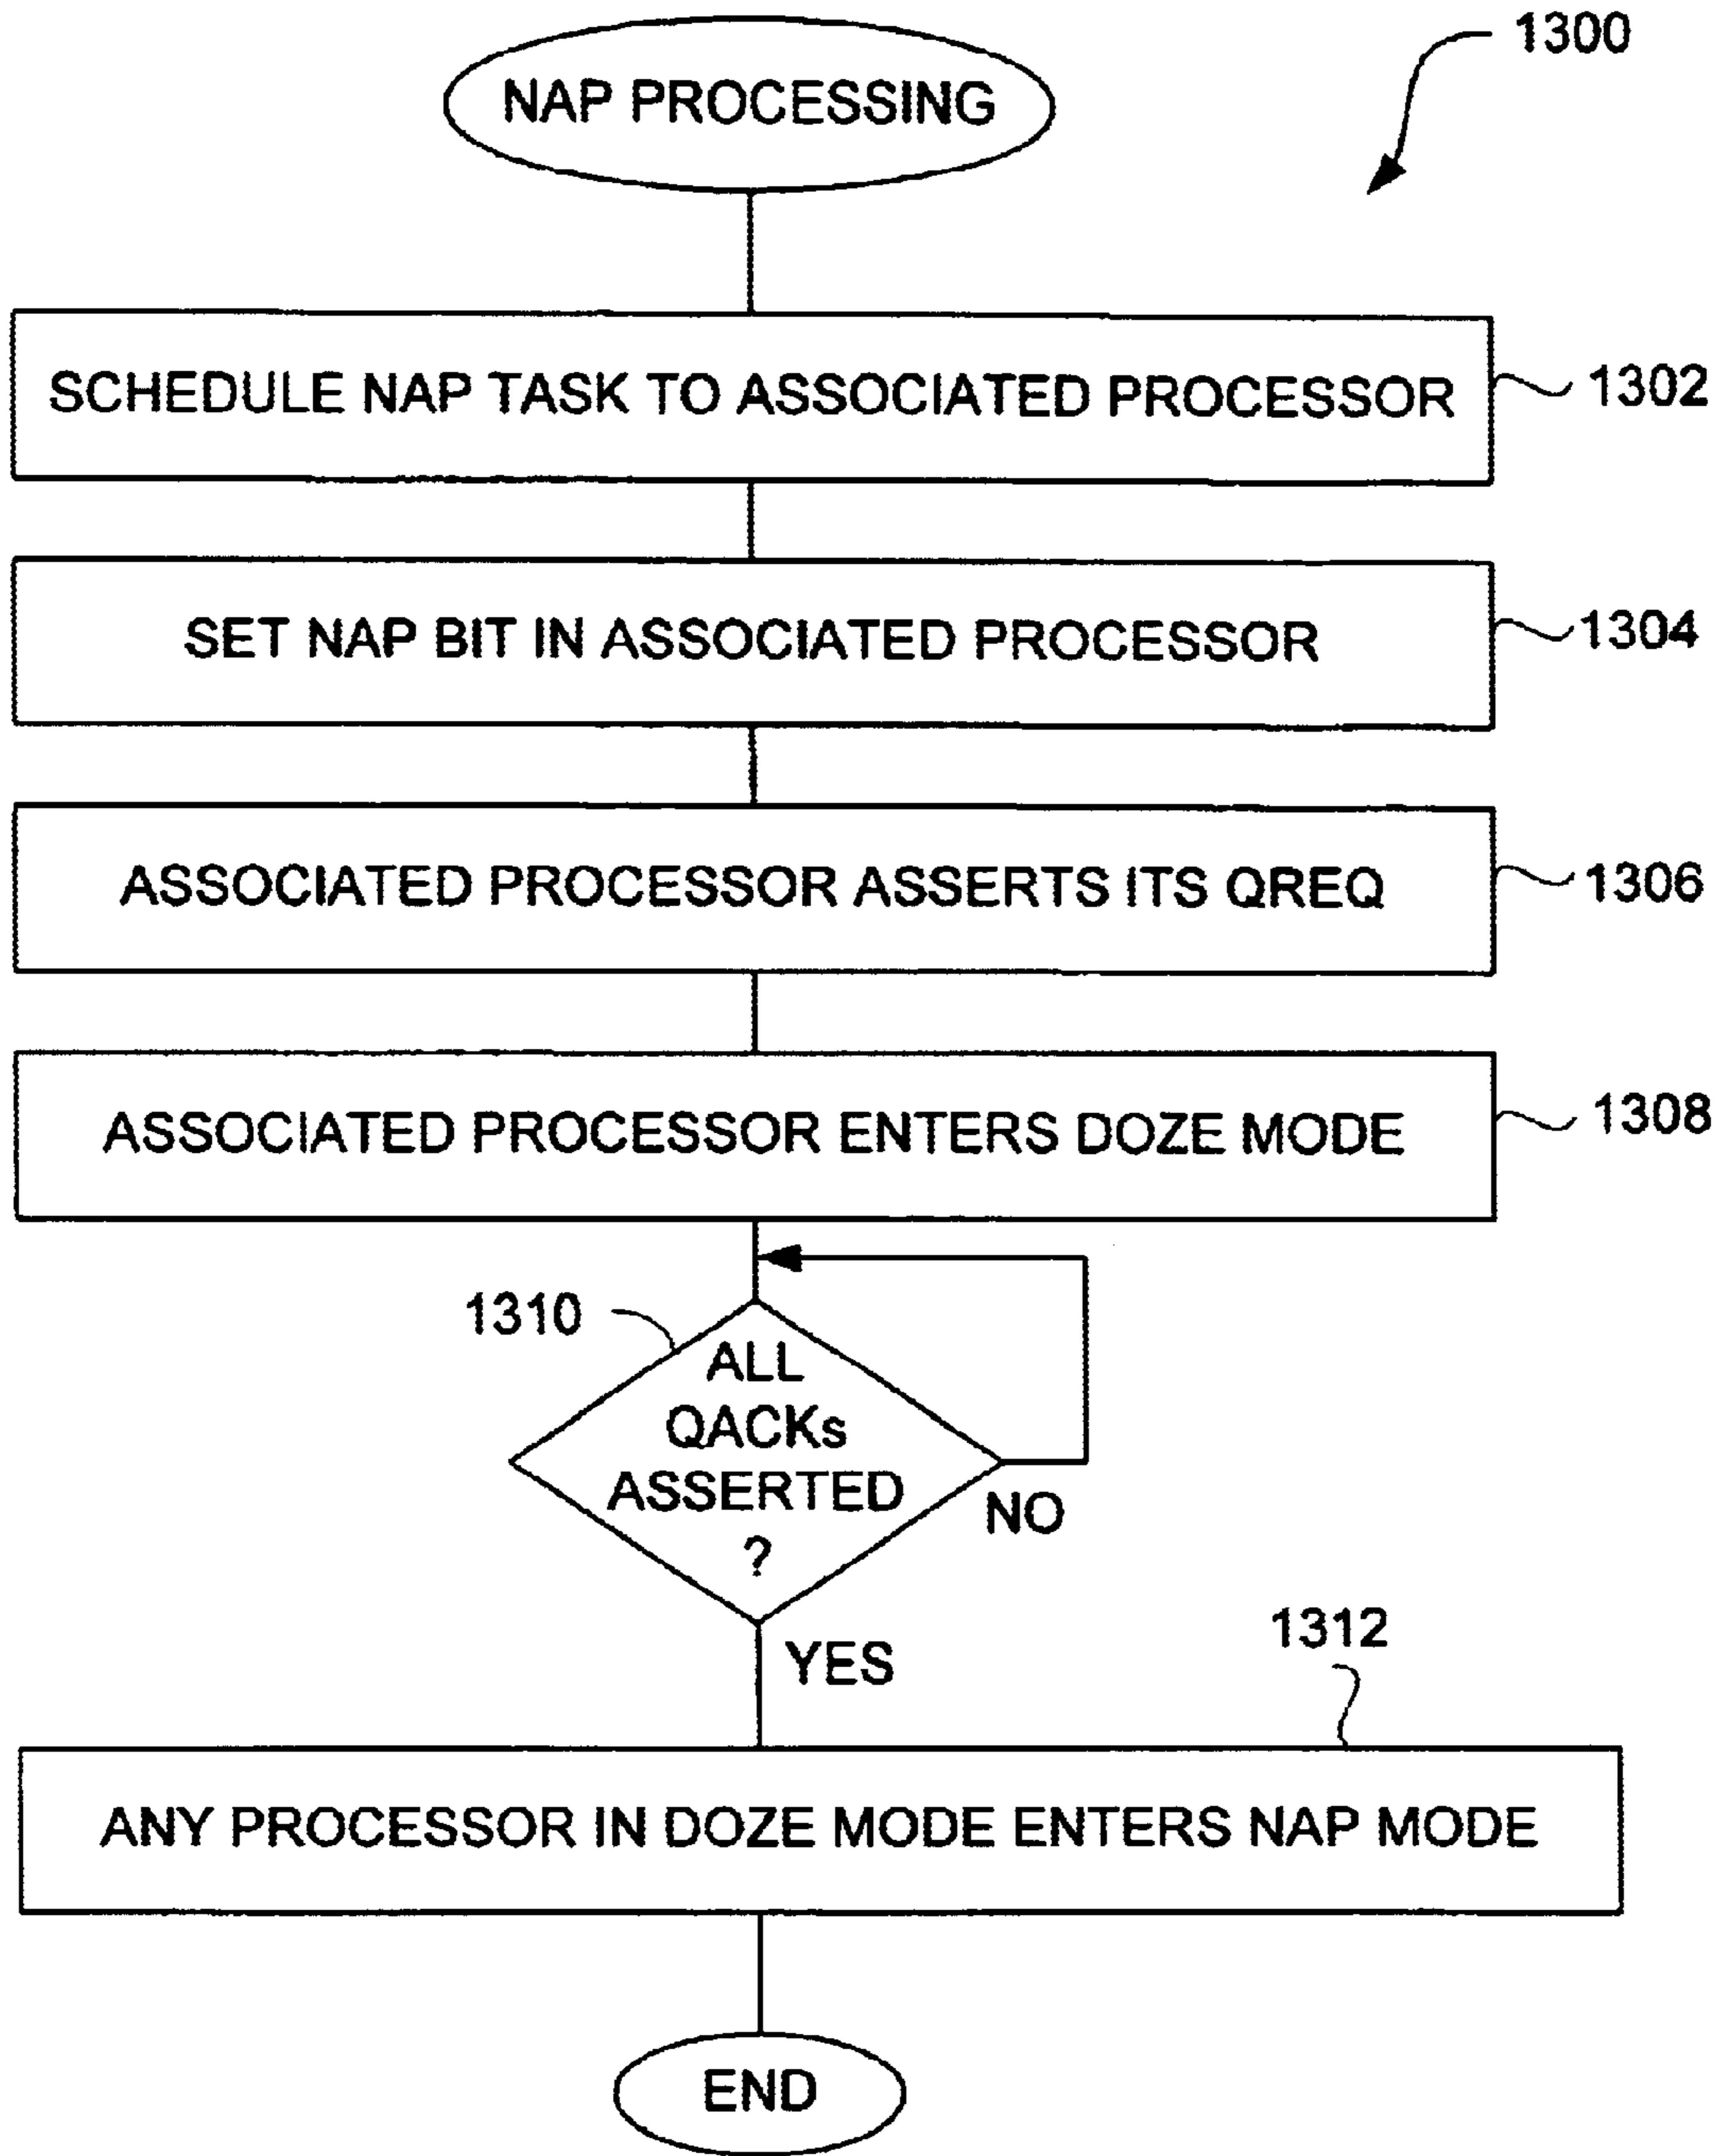 1300
NAP PROCESSING
SCHEDULE NAP TASK TO ASSOCIATED PROCESSOR
1302
SET NAP BIT IN ASSOCIATED PROCESSOR
1304
ASSOCIATED PROCESSOR ASSERTS ITS QREQ
1306
ASSOCIATED PROCESSOR ENTERS DOZE MODE
1308
1310
ALL
QACKs
ASSERTED
?
NO
YES
1312
ANY PROCESSOR IN DOZE MODE ENTERS NAP MODE
END